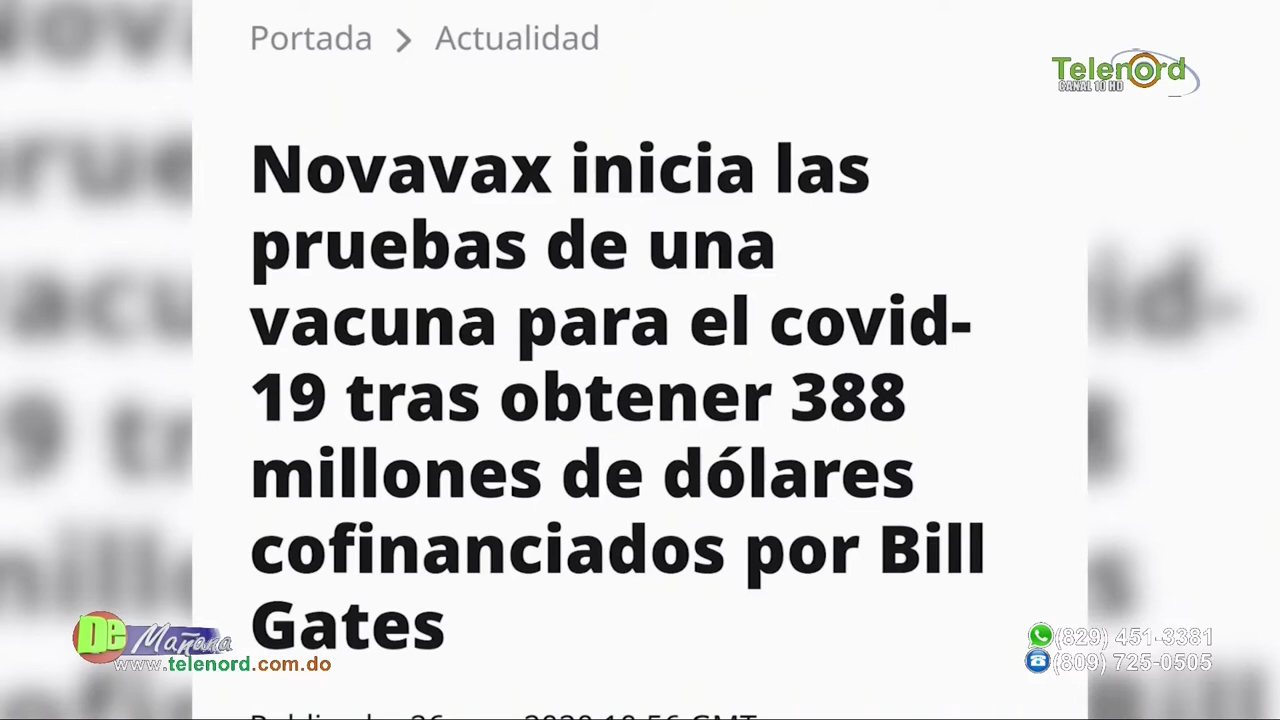 Portada > Actualidad
Telenord
CANAL 10 HD
Novavax inicia las
pruebas de una
vacuna para el covid-
19 tras obtener 388
millones de dólares
cofinanciados por Bill
Gates
De Mañana
www.telenord.com.do
(829) 451-3381
(809) 725-0505